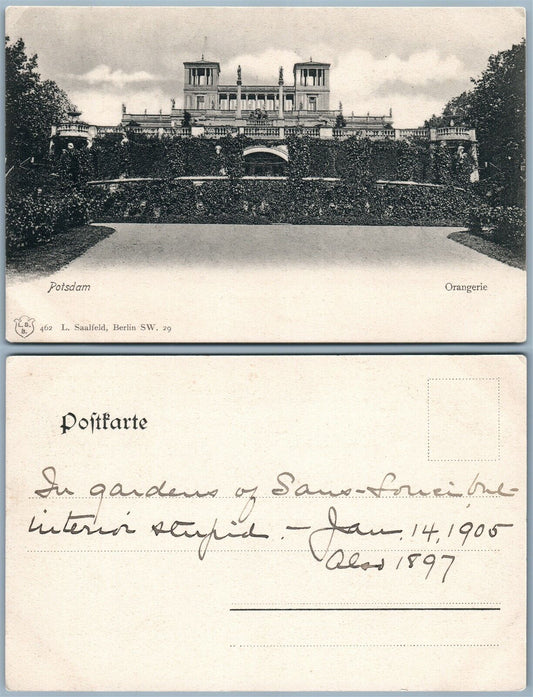 Potsdam
Orangerie
L. S. B.
462 L. Saalfeld, Berlin SW. 29
Poſtkarte
In gardens of Sans-Souci but
interior stupid. - Jan. 14, 1905
Also 1897